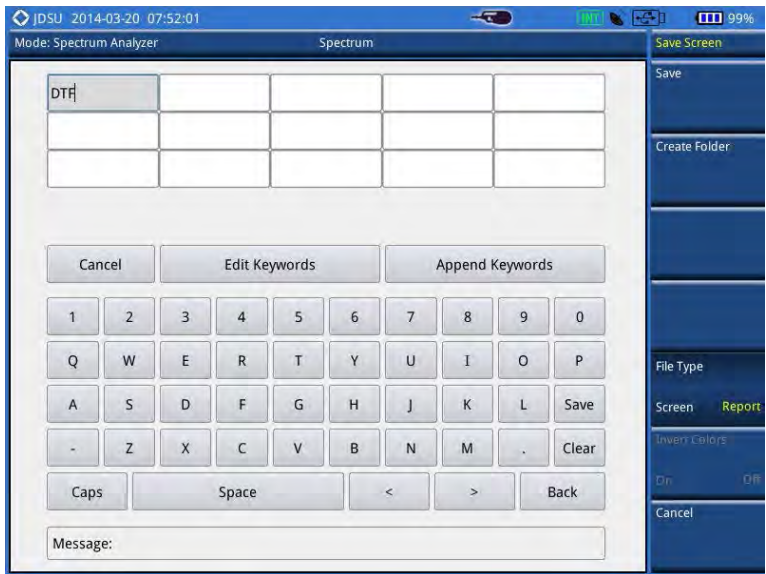 JDSU 2014-03-20 07:52:01 INT 99%
Mode: Spectrum Analyzer Spectrum Save Screen
DTF
Save
Create Folder
Cancel Edit Keywords Append Keywords
1 2 3 4 5 6 7 8 9 0
Q W E R T Y U I O P
File Type
A S D F G H J K L Save
Screen Report
- Z X C V B N M . Clear
Invert Colors
On Off
Caps Space < > Back
Cancel
Message: